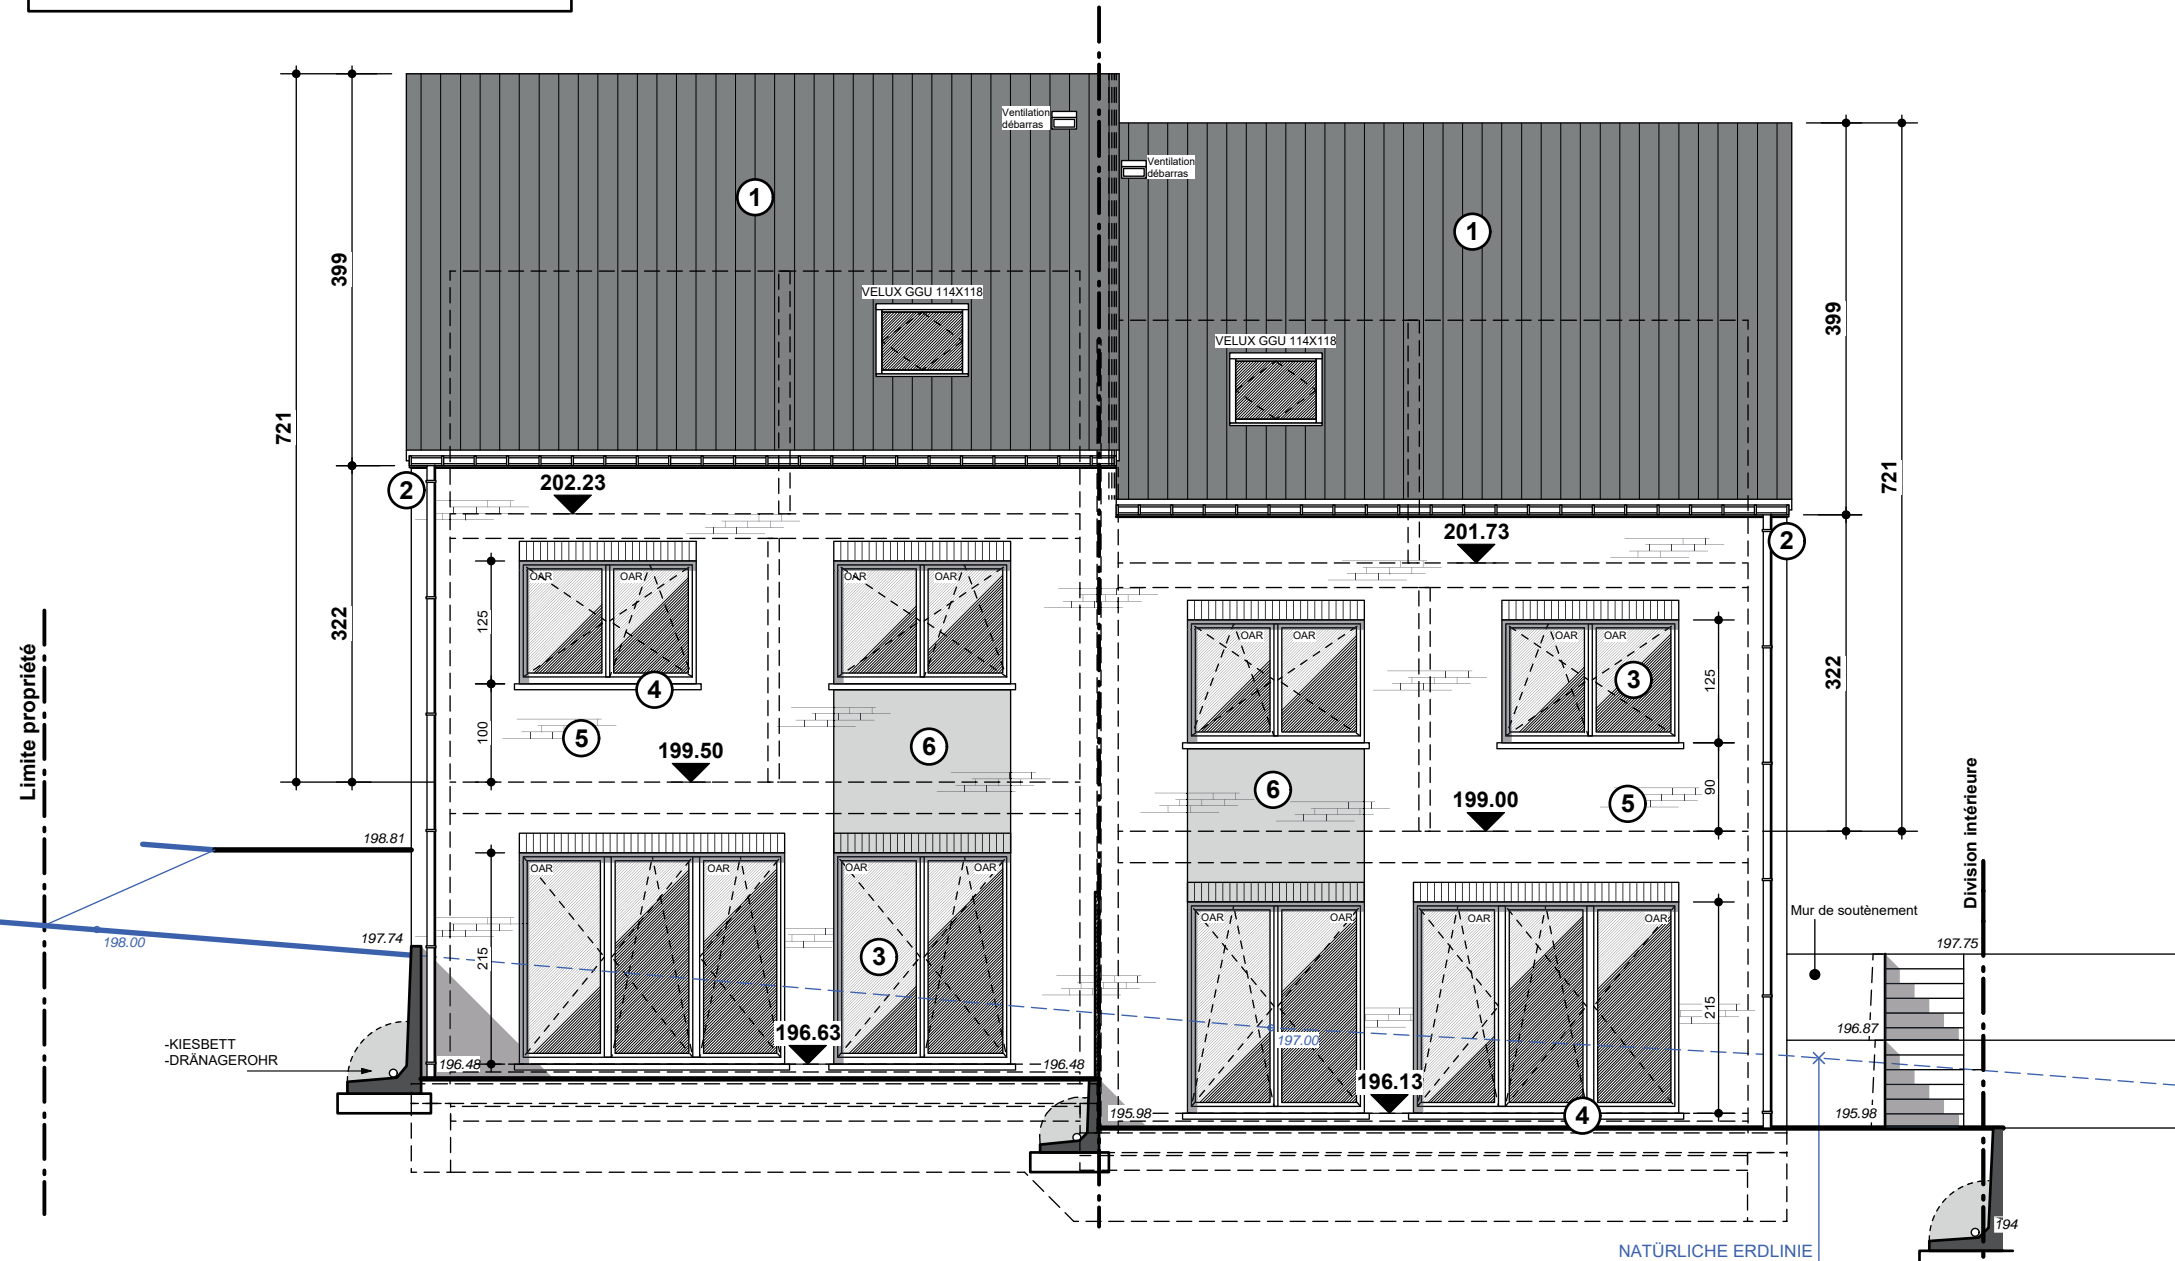 Ventilation
débarras
Ventilation
débarras
1
1
399
399
VELUX GGU 114X118
VELUX GGU 114X118
721
721
2
202.23
201.73
2
OAR
OAR
OAR
OAR
125
OAR
OAR
OAR
OAR
125
322
322
4
3
Limite propriété
100
5
199.50
6
6
199.00
5
90
198.81
Division intérieure
OAR
OAR
OAR
OAR
OAR
OAR
OAR
OAR
Mur de soutènement
198.00
197.74
215
3
197.75
215
196.63
197.00
196.87
-KIESBETT
-DRÄNAGEROHR
196.48
196.48
196.13
195.98
4
195.98
194
NATÜRLICHE ERDLINIE